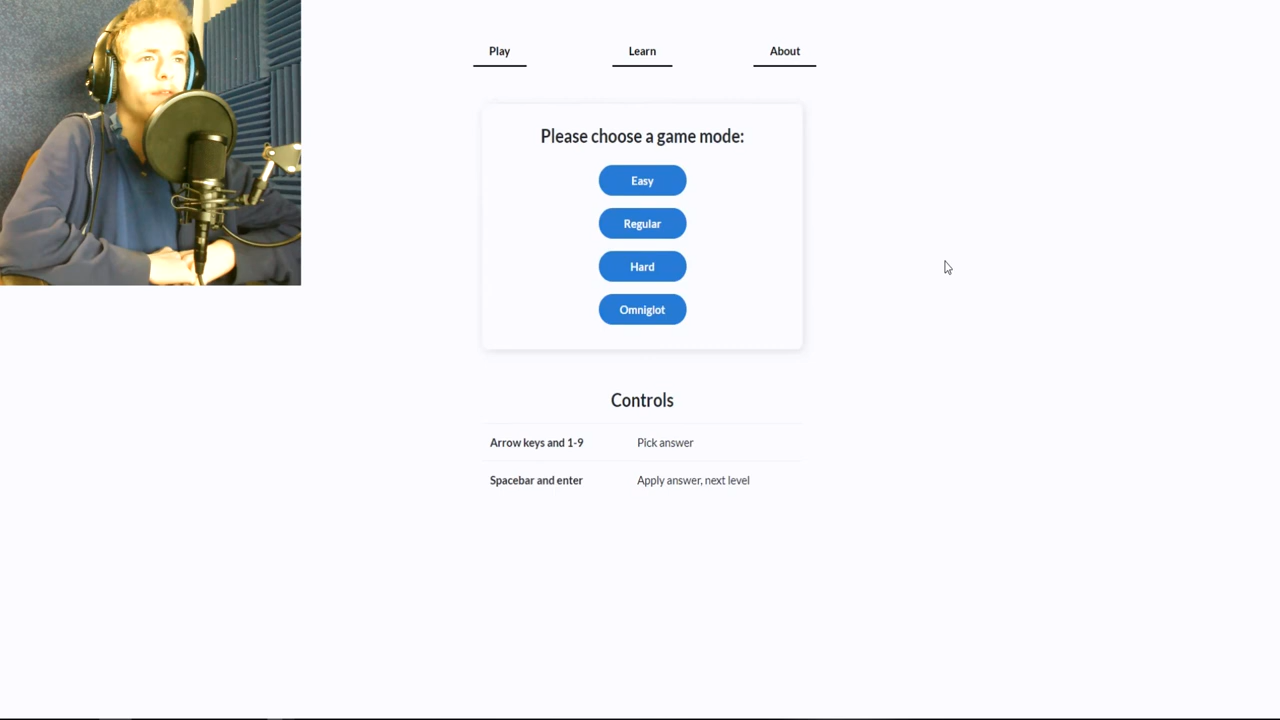 Play
Learn
About
Please choose a game mode:
Easy
Regular
Hard
Omniglot
Controls
Arrow keys and 1-9 Pick answer
Spacebar and enter Apply answer, next level